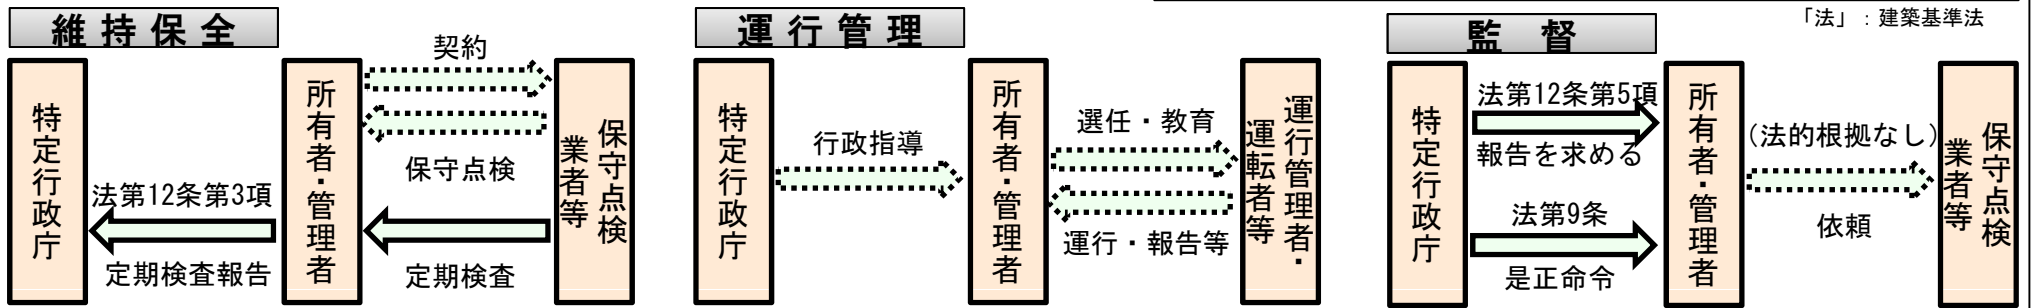 「法」：建築基準法
維持保全
特定行政庁
法第12条第3項
定期検査報告
所有者・管理者
契約
保守点検
定期検査
保守点検
業者等
運行管理
特定行政庁
行政指導
所有者・管理者
選任・教育
運行・報告等
運行管理者・
運転者等
監督
特定行政庁
法第12条第5項
報告を求める
法第9条
是正命令
所有者・管理者
（法的根拠なし）
依頼
保守点検
業者等